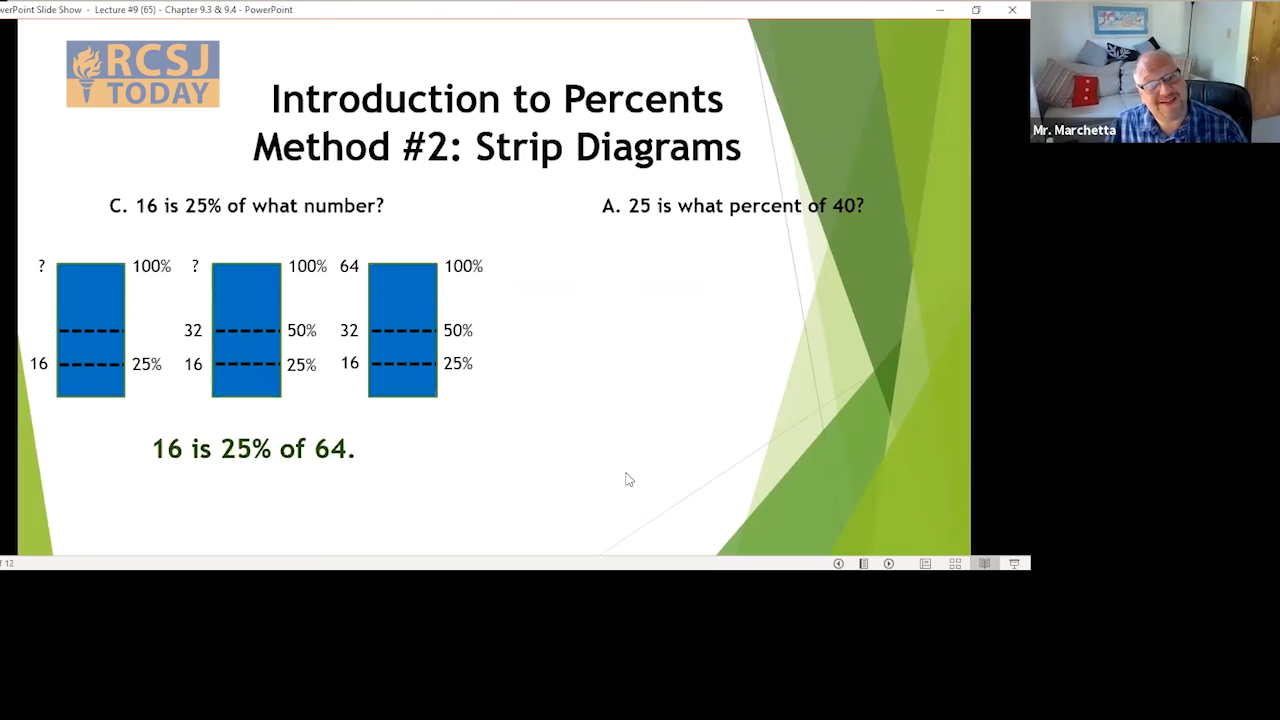 werPoint Slide Show - Lecture #9 (65) - Chapter 9.3 & 9.4 - PowerPoint
RCSJ
TODAY
Introduction to Percents
Method #2: Strip Diagrams
Mr. Marchetta
C. 16 is 25% of what number?
A. 25 is what percent of 40?
? 100% ? 100% 64 100%
32 50% 32 50%
16 25% 16 25% 16 25%
16 is 25% of 64.
f 12